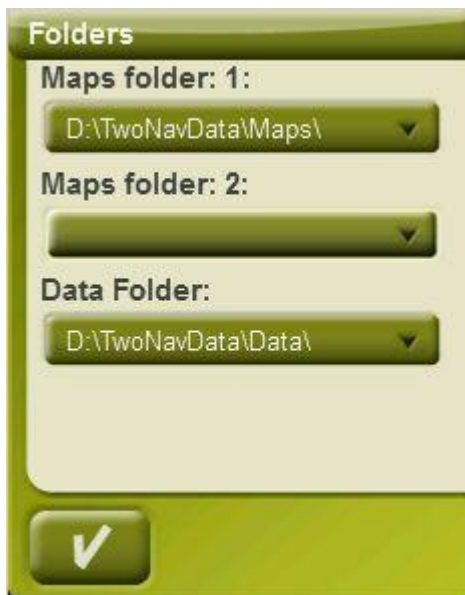 Folders
Maps folder: 1:
D:\TwoNavData\Maps\
Maps folder: 2:
Data Folder:
D:\TwoNavData\Data\